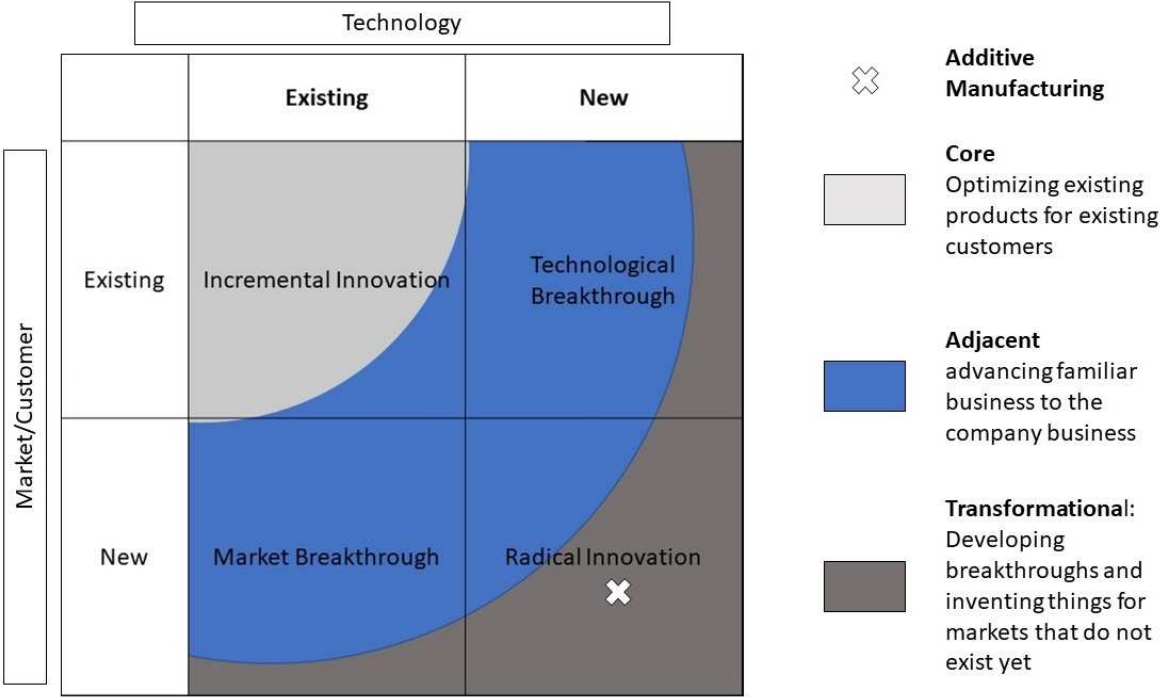 Technology
Existing
New
Market/Customer
Existing
Incremental Innovation
Technological
Breakthrough
New
Market Breakthrough
Radical Innovation
Additive
Manufacturing
Core
Optimizing existing
products for existing
customers
Adjacent
advancing familiar
business to the
company business
Transformational:
Developing
breakthroughs and
inventing things for
markets that do not
exist yet